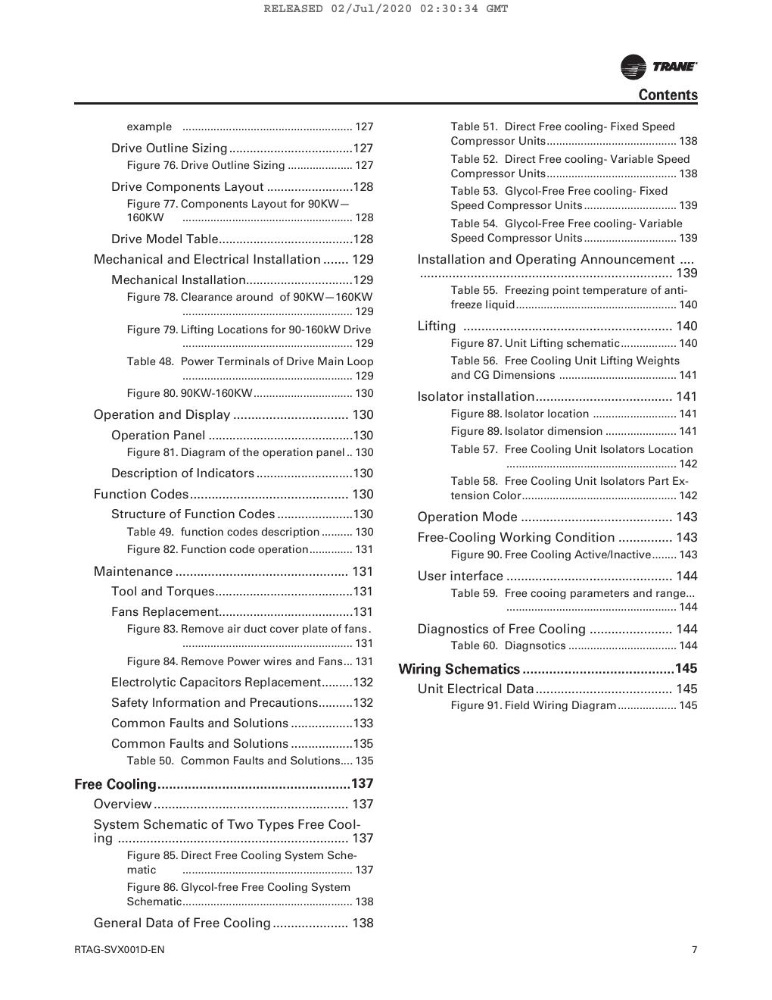 RELEASED 02/Jul/2020 02:30:34 GMT
TRANE
Contents
example ....................................................... 127
Drive Outline Sizing...................................127
Figure 76. Drive Outline Sizing ..................... 127
Drive Components Layout ........................128
Figure 77. Components Layout for 90KW—
160KW ....................................................... 128
Drive Model Table......................................128
Mechanical and Electrical Installation ....... 129
Mechanical Installation..............................129
Figure 78. Clearance around of 90KW—160KW
....................................................... 129
Figure 79. Lifting Locations for 90-160kW Drive
....................................................... 129
Table 48. Power Terminals of Drive Main Loop
....................................................... 129
Figure 80. 90KW-160KW................................ 130
Operation and Display ................................ 130
Operation Panel .........................................130
Figure 81. Diagram of the operation panel .. 130
Description of Indicators ...........................130
Function Codes............................................ 130
Structure of Function Codes .....................130
Table 49. function codes description .......... 130
Figure 82. Function code operation.............. 131
Maintenance ................................................ 131
Tool and Torques.......................................131
Fans Replacement......................................131
Figure 83. Remove air duct cover plate of fans .
....................................................... 131
Figure 84. Remove Power wires and Fans... 131
Electrolytic Capacitors Replacement.........132
Safety Information and Precautions..........132
Common Faults and Solutions .................133
Common Faults and Solutions .................135
Table 50. Common Faults and Solutions.... 135
Free Cooling...................................................137
Overview ...................................................... 137
System Schematic of Two Types Free Cool-
ing ................................................................ 137
Figure 85. Direct Free Cooling System Sche-
matic ....................................................... 137
Figure 86. Glycol-free Free Cooling System
Schematic....................................................... 138
General Data of Free Cooling ..................... 138
Table 51. Direct Free cooling- Fixed Speed
Compressor Units.......................................... 138
Table 52. Direct Free cooling- Variable Speed
Compressor Units.......................................... 138
Table 53. Glycol-Free Free cooling- Fixed
Speed Compressor Units .............................. 139
Table 54. Glycol-Free Free cooling- Variable
Speed Compressor Units .............................. 139
Installation and Operating Announcement ....
...................................................................... 139
Table 55. Freezing point temperature of anti-
freeze liquid.................................................... 140
Lifting .......................................................... 140
Figure 87. Unit Lifting schematic.................. 140
Table 56. Free Cooling Unit Lifting Weights
and CG Dimensions ...................................... 141
Isolator installation...................................... 141
Figure 88. Isolator location ........................... 141
Figure 89. Isolator dimension ....................... 141
Table 57. Free Cooling Unit Isolators Location
....................................................... 142
Table 58. Free Cooling Unit Isolators Part Ex-
tension Color.................................................. 142
Operation Mode .......................................... 143
Free-Cooling Working Condition ............... 143
Figure 90. Free Cooling Active/Inactive........ 143
User interface .............................................. 144
Table 59. Free cooing parameters and range...
....................................................... 144
Diagnostics of Free Cooling ....................... 144
Table 60. Diagnsotics ................................... 144
Wiring Schematics ........................................145
Unit Electrical Data...................................... 145
Figure 91. Field Wiring Diagram................... 145
RTAG-SVX001D-EN
7